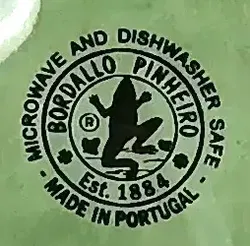 MICROWAVE AND DISHWASHER SAFE
BORDALLO PINHEIRO
®
Est. 1884
- MADE IN PORTUGAL -